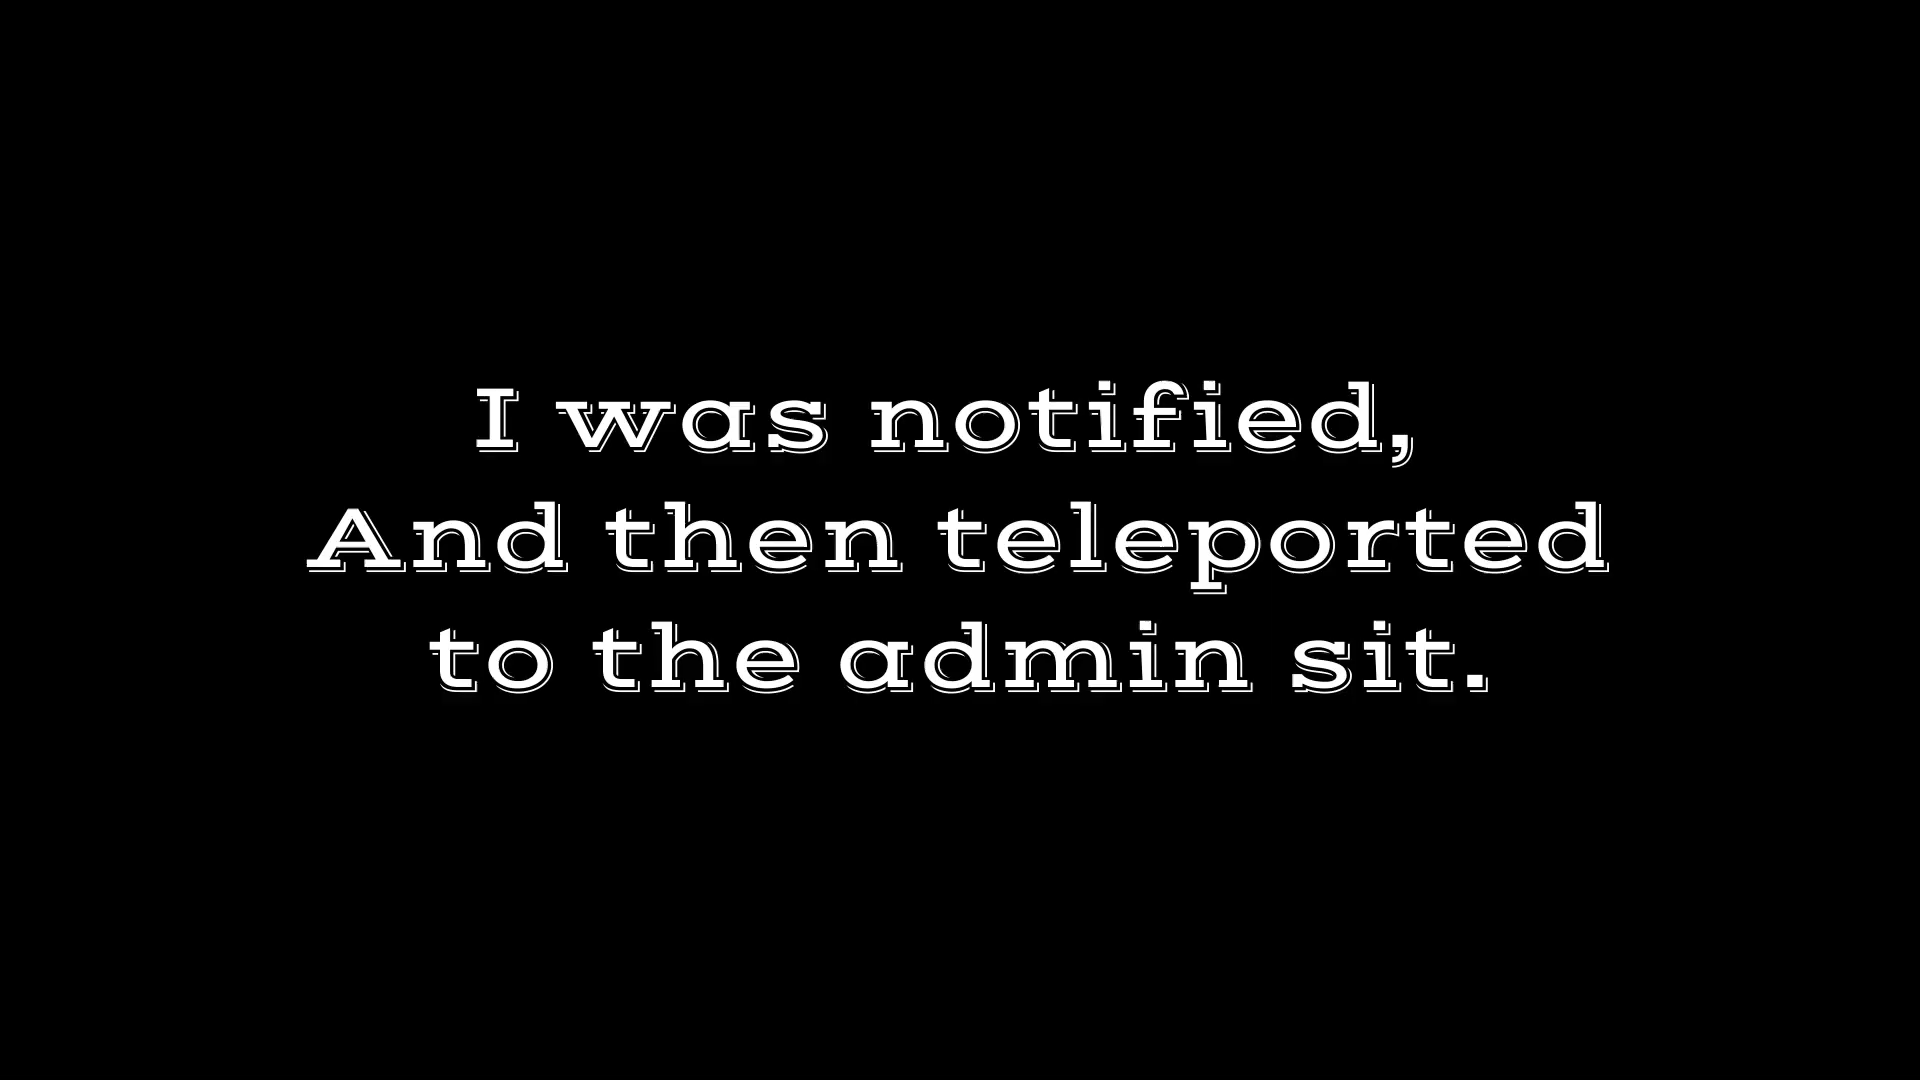 I was notified,
And then teleported
to the admin sit.